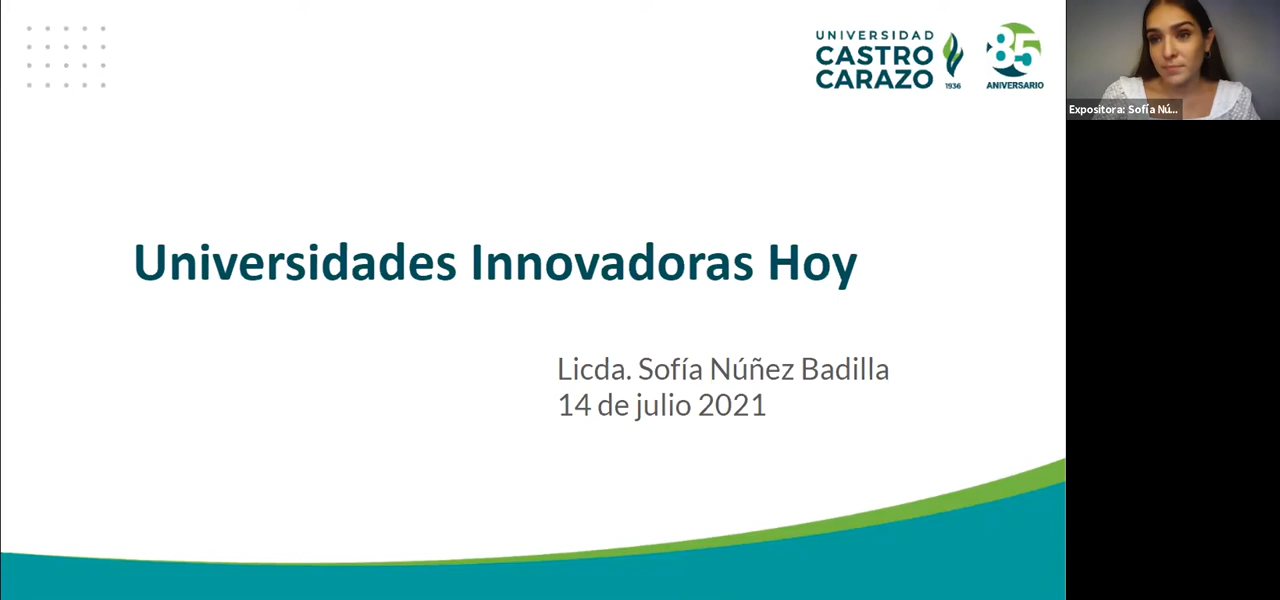 UNIVERSIDAD
CASTRO
CARAZO
1936
85
ANIVERSARIO
Expositora: Sofía Nú...
Universidades Innovadoras Hoy
Licda. Sofía Núñez Badilla
14 de julio 2021